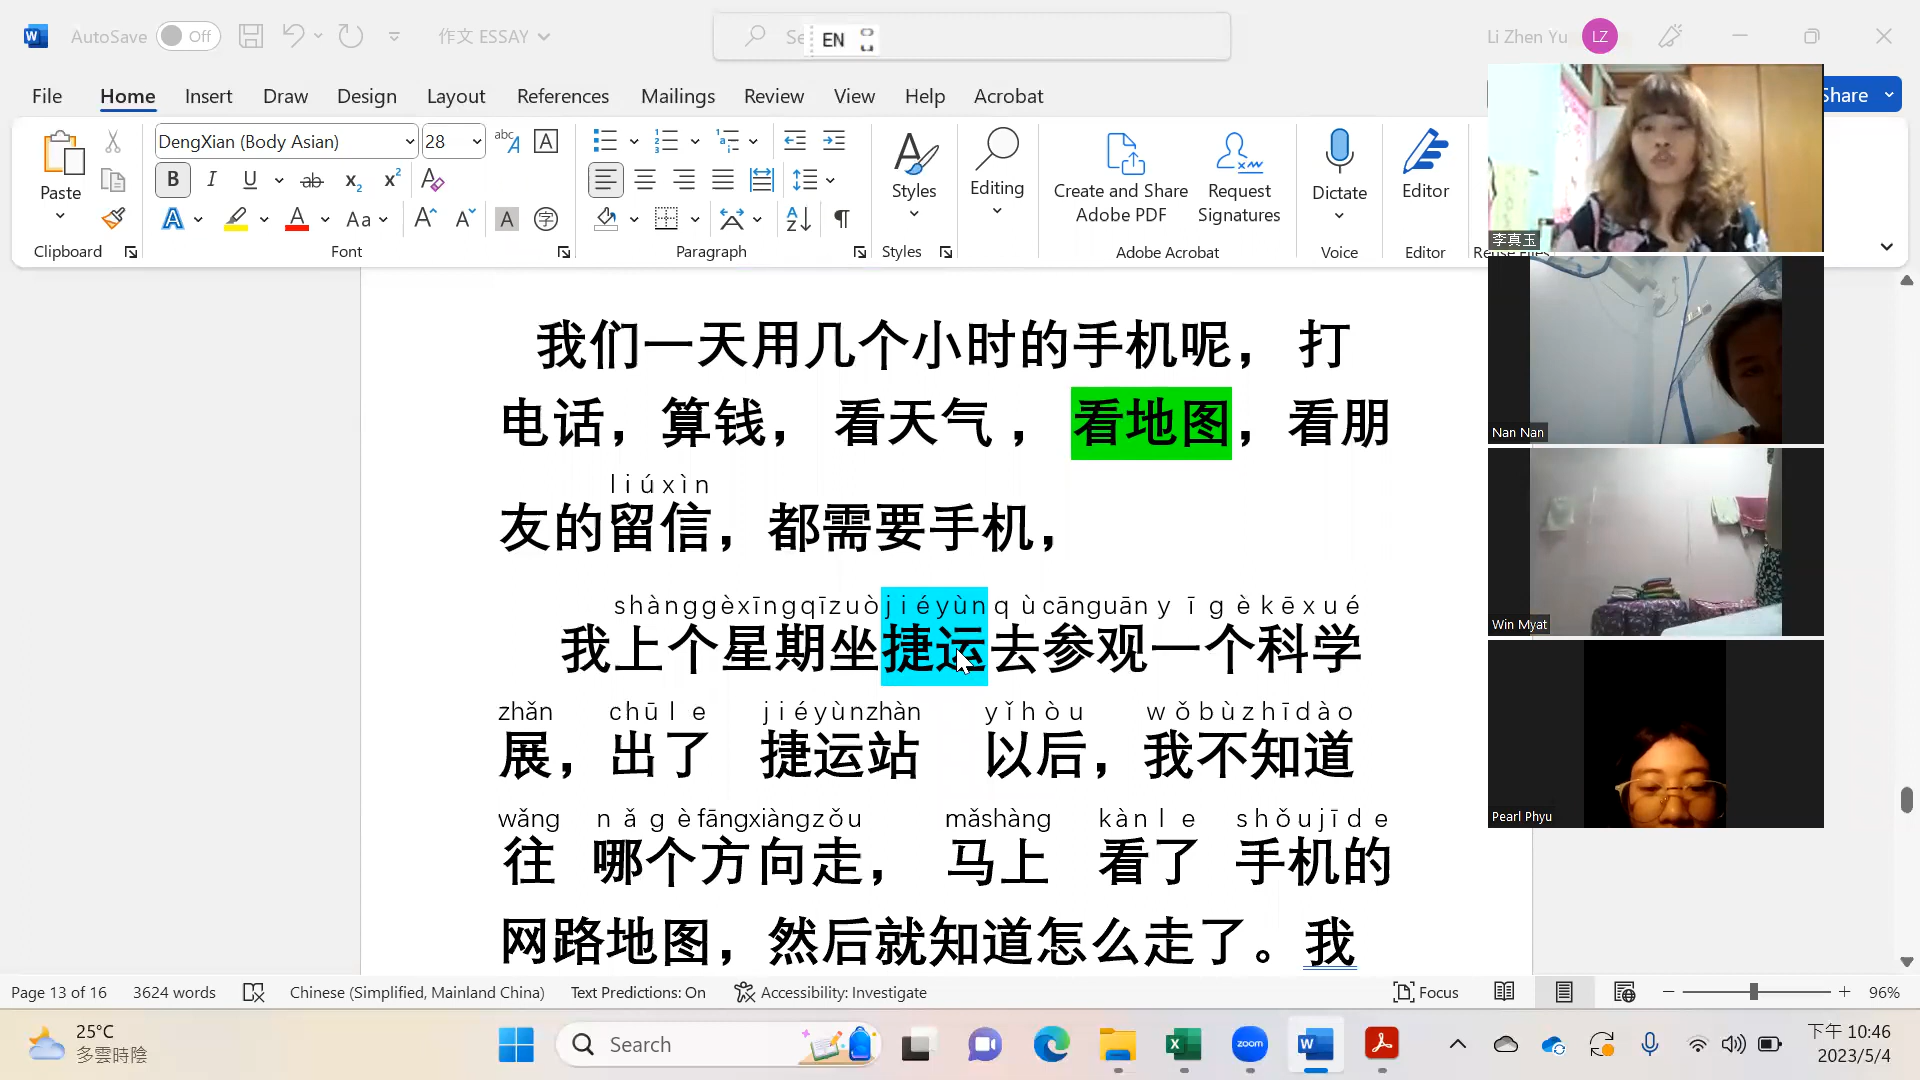 AutoSave Off 作文 ESSAY Se EN Li Zhen Yu LZ
File Home Insert Draw Design Layout References Mailings Review View Help Acrobat Share
DengXian (Body Asian) 28
Paste
Styles
Editing
Create and Share Adobe PDF
Request Signatures
Dictate
Editor
Clipboard Font Paragraph Styles Adobe Acrobat Voice Editor Reuse Files
李真玉
Nan Nan
Win Myat
Pearl Phyu
我们一天用几个小时的手机呢， 打
电话，算钱， 看天气 ， 看地图，看朋
liúxìn
友的留信，都需要手机，
shànggèxīngqīzuò jiéyùn qù cānguān yīgèkēxué
我上个星期坐捷运去参观一个科学
zhǎn chūle jiéyùnzhàn yǐhòu wǒbùzhīdào
展，出了 捷运站 以后，我不知道
wǎng nǎgèfāngxiàngzǒu mǎshàng kànle shǒujīde
往 哪个方向走， 马上 看了 手机的
网路地图，然后就知道怎么走了。我
Page 13 of 16 3624 words Chinese (Simplified, Mainland China) Text Predictions: On Accessibility: Investigate Focus 96%
25°C
多雲時陰
Search
zoom
下午 10:46
2023/5/4